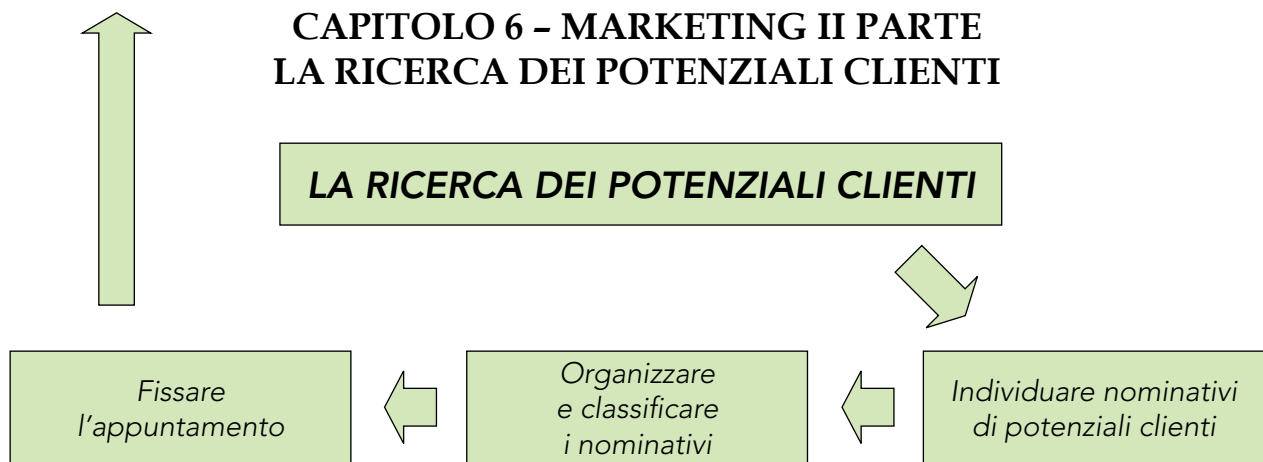 CAPITOLO 6 – MARKETING II PARTE
LA RICERCA DEI POTENZIALI CLIENTI
LA RICERCA DEI POTENZIALI CLIENTI
Fissare
l’appuntamento
Organizzare
e classificare
i nominativi
Individuare nominativi
di potenziali clienti